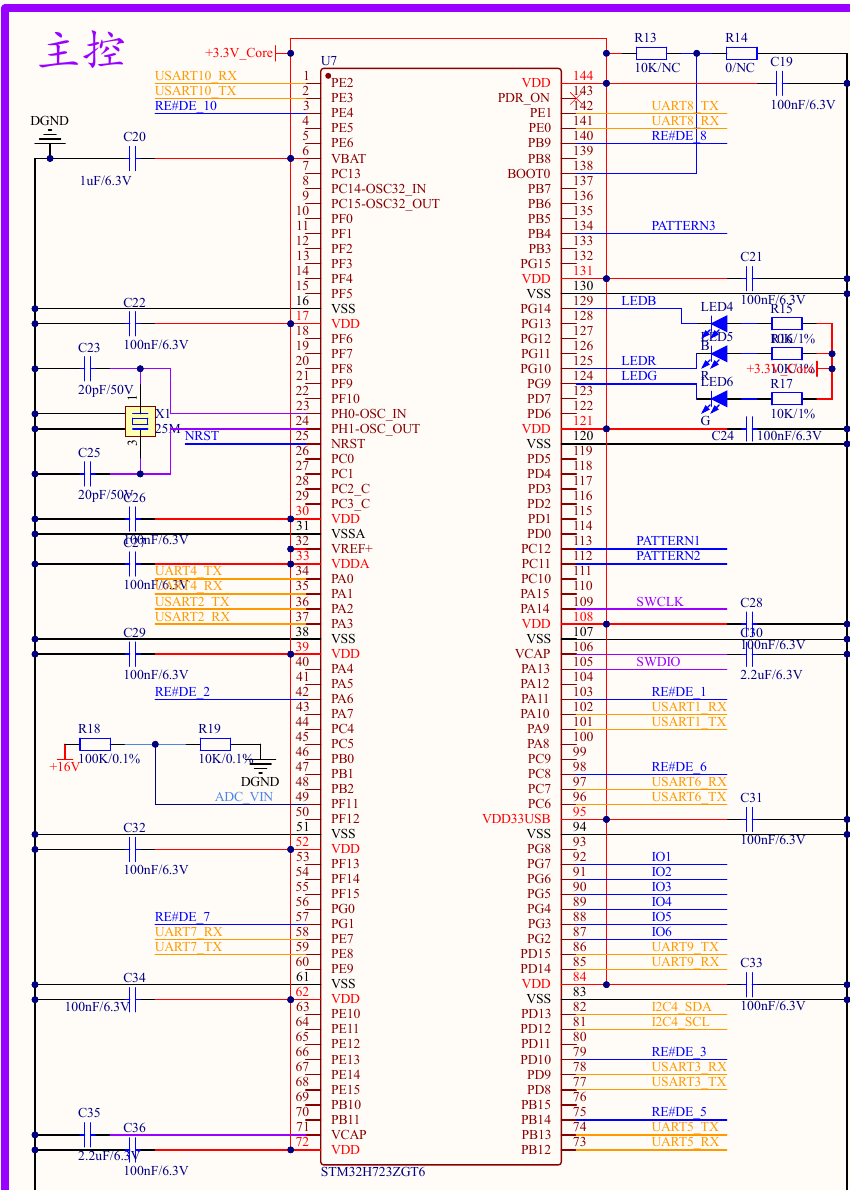 主控
+3.3V_Core
U7
R13
10K/NC
R14
0/NC
C19
100nF/6.3V
USART10_RX 1 PE2 VDD 144
USART10_TX 2 PE3 PDR_ON 143
RE#DE_10 3 PE4 PE1 142 UART8_TX
4 PE5 PE0 141 UART8_RX
5 PE6 PB9 140 RE#DE_8
DGND
C20
1uF/6.3V
6 VBAT PB8 139
7 PC13 BOOT0 138
8 PC14-OSC32_IN PB7 137
9 PC15-OSC32_OUT PB6 136
10 PF0 PB5 135
11 PF1 PB4 134 PATTERN3
12 PF2 PB3 133
13 PF3 PG15 132
14 PF4 VDD 131
C21
100nF/6.3V
15 PF5 VSS 130
16 VSS PG14 129 LEDB
C22
100nF/6.3V
17 VDD PG13 128
LED4
B
R15
18 PF6 PG12 127
19 PF7 PG11 126
LED5
R
R16
10K/1%
20 PF8 PG10 125 LEDR
C23
20pF/50V
+3.3V_Core
21 PF9 PG9 124 LEDG
22 PF10 PD7 123
LED6
G
R17
10K/1%
23 PH0-OSC_IN PD6 122
X1
25M
1
3
24 PH1-OSC_OUT VDD 121
C24
100nF/6.3V
NRST 25 NRST VSS 120
26 PC0 PD5 119
C25
20pF/50V
27 PC1 PD4 118
28 PC2_C PD3 117
29 PC3_C PD2 116
C26
100nF/6.3V
30 VDD PD1 115
31 VSSA PD0 114
32 VREF+ PC12 113 PATTERN1
C27
100nF/6.3V
33 VDDA PC11 112 PATTERN2
UART4_TX 34 PA0 PC10 111
UART4_RX 35 PA1 PA15 110
USART2_TX 36 PA2 PA14 109 SWCLK
USART2_RX 37 PA3 VDD 108
C28
100nF/6.3V
38 VSS VSS 107
C29
100nF/6.3V
39 VDD VCAP 106
C30
2.2uF/6.3V
40 PA4 PA13 105 SWDIO
41 PA5 PA12 104
RE#DE_2 42 PA6 PA11 103 RE#DE_1
43 PA7 PA10 102 USART1_RX
44 PC4 PA9 101 USART1_TX
45 PC5 PA8 100
R18
100K/0.1%
R19
10K/0.1%
+16V
DGND
46 PB0 PC9 99
47 PB1 PC8 98 RE#DE_6
48 PB2 PC7 97 USART6_RX
ADC_VIN 49 PF11 PC6 96 USART6_TX
50 PF12 VDD33USB 95
C31
100nF/6.3V
51 VSS VSS 94
C32
100nF/6.3V
52 VDD PG8 93
53 PF13 PG7 92 IO1
54 PF14 PG6 91 IO2
55 PF15 PG5 90 IO3
56 PG0 PG4 89 IO4
RE#DE_7 57 PG1 PG3 88 IO5
UART7_RX 58 PE7 PG2 87 IO6
UART7_TX 59 PE8 PD15 86 UART9_TX
60 PE9 PD14 85 UART9_RX
61 VSS VDD 84
C33
100nF/6.3V
C34
100nF/6.3V
62 VDD VSS 83
63 PE10 PD13 82 I2C4_SDA
64 PE11 PD12 81 I2C4_SCL
65 PE12 PD11 80
66 PE13 PD10 79 RE#DE_3
67 PE14 PD9 78 USART3_RX
68 PE15 PD8 77 USART3_TX
69 PB10 PB15 76
70 PB11 PB14 75 RE#DE_5
C35
2.2uF/6.3V
71 VCAP PB13 74 UART5_TX
C36
100nF/6.3V
72 VDD PB12 73 UART5_RX
STM32H723ZGT6